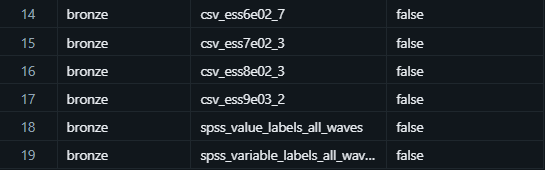 14 bronze csv_ess6e02_7 false
15 bronze csv_ess7e02_3 false
16 bronze csv_ess8e02_3 false
17 bronze csv_ess9e03_2 false
18 bronze spss_value_labels_all_waves false
19 bronze spss_variable_labels_all_wav... false